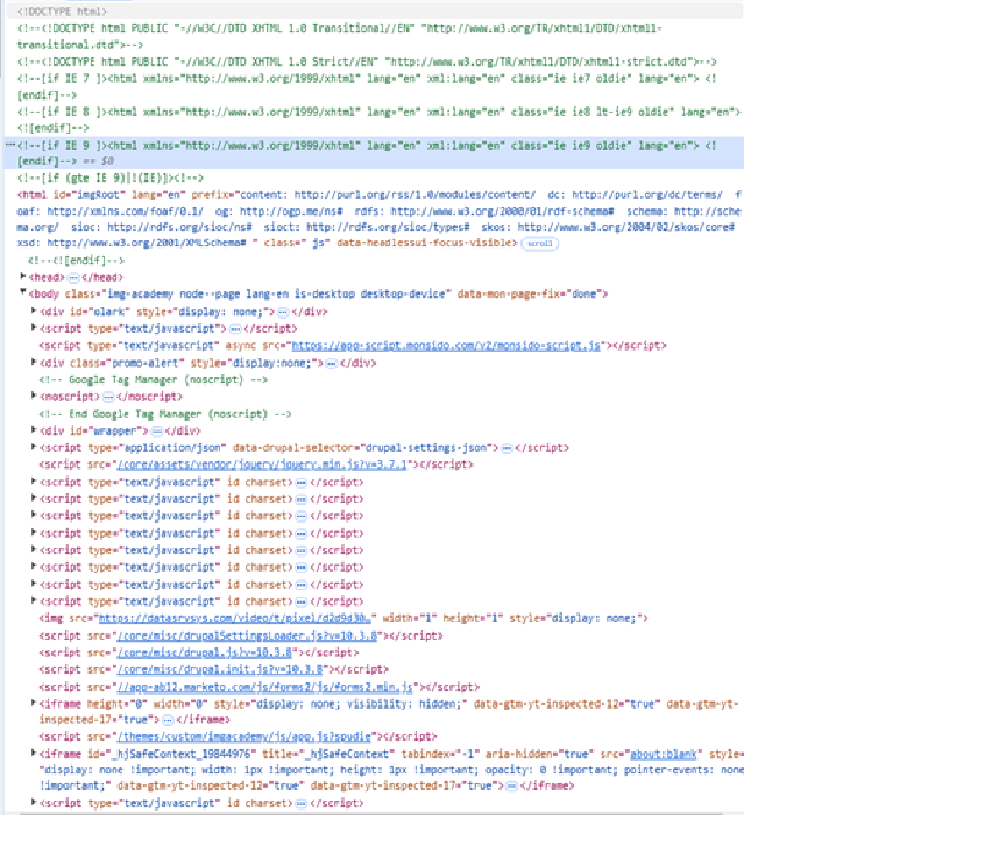 <!DOCTYPE html>
<!--<!DOCTYPE html PUBLIC "-//W3C//DTD XHTML 1.0 Transitional//EN" "http://www.w3.org/TR/xhtml1/DTD/xhtml1-
transitional.dtd">-->
<!--<!DOCTYPE html PUBLIC "-//W3C//DTD XHTML 1.0 Strict//EN" "http://www.w3.org/TR/xhtml1/DTD/xhtml1-strict.dtd">-->
<!--[if IE 7 ]><html xmlns="http://www.w3.org/1999/xhtml" lang="en" xml:lang="en" class="ie ie7 oldie" lang="en"> <!
[endif]-->
<!--[if IE 8 ]><html xmlns="http://www.w3.org/1999/xhtml" lang="en" xml:lang="en" class="ie ie8 lt-ie9 oldie" lang="en">
<![endif]-->
<!--[if IE 9 ]><html xmlns="http://www.w3.org/1999/xhtml" lang="en" xml:lang="en" class="ie ie9 oldie" lang="en"> <!
[endif]--> == $0
<!--[if (gte IE 9)|!(IE)]><!-->
<html id="imgRoot" lang="en" prefix="content: http://purl.org/rss/1.0/modules/content/ dc: http://purl.org/dc/terms/ f
oaf: http://xmlns.com/foaf/0.1/ og: http://ogp.me/ns# rdfs: http://www.w3.org/2000/01/rdf-schema# schema: http://sche
ma.org/ sioc: http://rdfs.org/sioc/ns# sioct: http://rdfs.org/sioc/types# skos: http://www.w3.org/2004/02/skos/core#
xsd: http://www.w3.org/2001/XMLSchema# " class=" js" data-headlessui-focus-visible> scroll
<!--<![endif]-->
<head> … </head>
<body class="img-academy node--page lang-en is-desktop desktop-device" data-mon-page-fix="done">
<div id="olark" style="display: none;"> … </div>
<script type="text/javascript"> … </script>
<script type="text/javascript" async src="https://app-script.monsido.com/v2/monsido-script.js"></script>
<div class="promo-alert" style="display:none;"> … </div>
<!-- Google Tag Manager (noscript) -->
<noscript> … </noscript>
<!-- End Google Tag Manager (noscript) -->
<div id="wrapper"> … </div>
<script type="application/json" data-drupal-selector="drupal-settings-json"> … </script>
<script src="/core/assets/vendor/jquery/jquery.min.js?v=3.7.1"></script>
<script type="text/javascript" id charset> … </script>
<script type="text/javascript" id charset> … </script>
<script type="text/javascript" id charset> … </script>
<script type="text/javascript" id charset> … </script>
<script type="text/javascript" id charset> … </script>
<script type="text/javascript" id charset> … </script>
<script type="text/javascript" id charset> … </script>
<script type="text/javascript" id charset> … </script>
<img src="" width="1" height="1" style="display: none;">
<script src="/core/misc/drupalSettingsLoader.js?v=10.3.8"></script>
<script src="/core/misc/drupal.js?v=10.3.8"></script>
<script src="/core/misc/drupal.init.js?v=10.3.8"></script>
<script src="//app-ab12.marketo.com/js/forms2/js/forms2.min.js"></script>
<iframe height="0" width="0" style="display: none; visibility: hidden;" data-gtm-yt-inspected-12="true" data-gtm-yt-
inspected-17="true"> … </iframe>
<script src="/themes/custom/imgacademy/js/app.js?spudie"></script>
<iframe id="_hjSafeContext_19844976" title="_hjSafeContext" tabindex="-1" aria-hidden="true" src="about:blank" style=
"display: none !important; width: 1px !important; height: 1px !important; opacity: 0 !important; pointer-events: none
!important;" data-gtm-yt-inspected-12="true" data-gtm-yt-inspected-17="true"> … </iframe>
<script type="text/javascript" id charset> … </script>